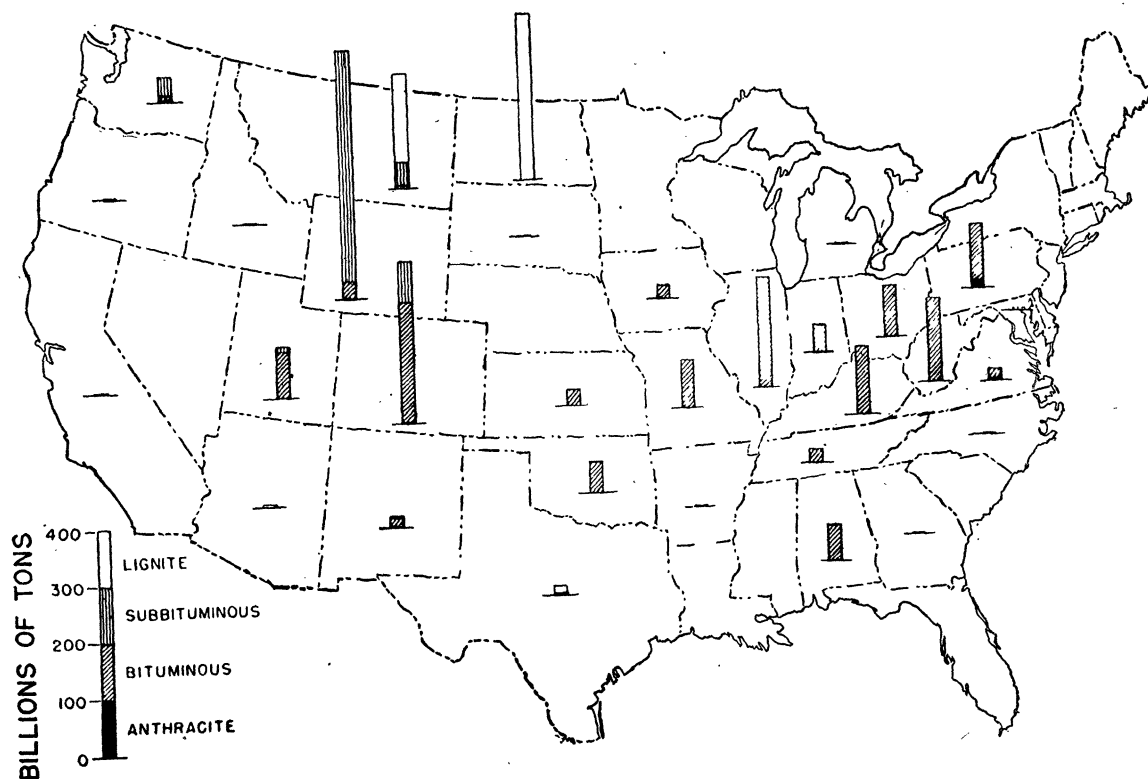 BILLIONS OF TONS
400
LIGNITE
300
SUBBITUMINOUS
200
BITUMINOUS
100
ANTHRACITE
0